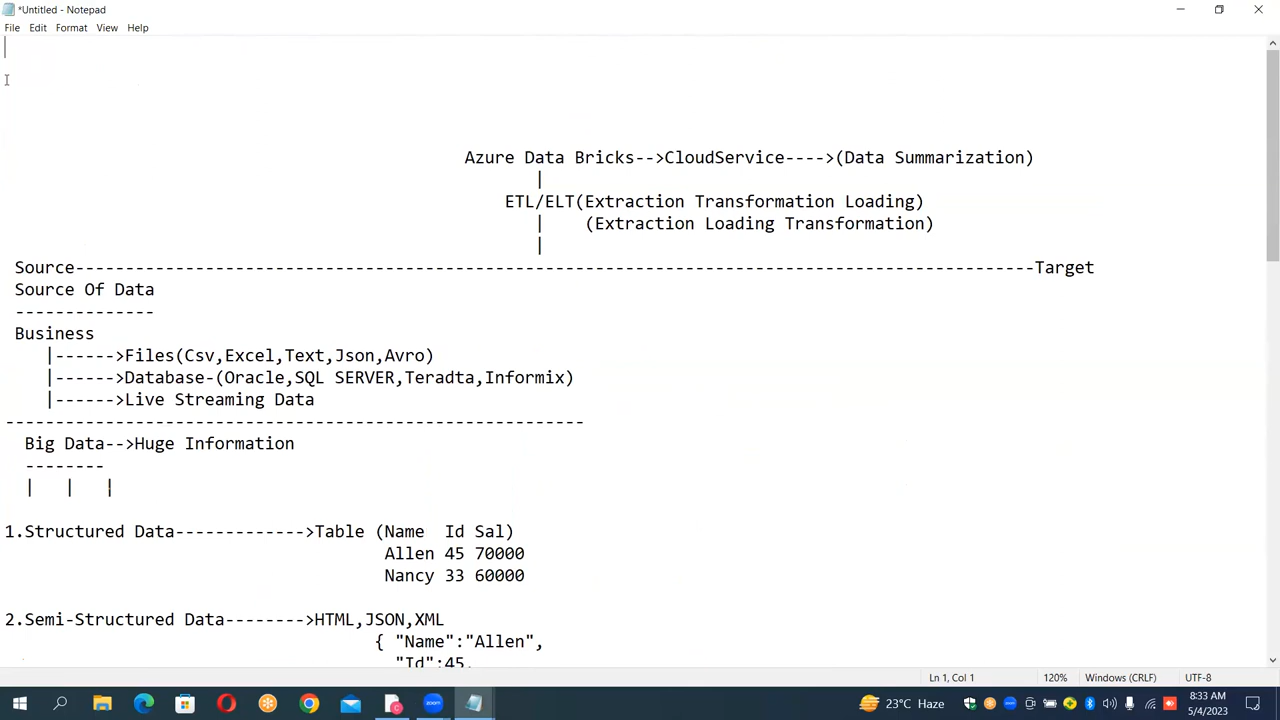 *Untitled - Notepad
File Edit Format View Help
Azure Data Bricks-->CloudService---->(Data Summarization)
|
ETL/ELT(Extraction Transformation Loading)
| (Extraction Loading Transformation)
|
Source------------------------------------------------------------------------------------------------Target
Source Of Data
--------------
Business
|------>Files(Csv,Excel,Text,Json,Avro)
|------>Database-(Oracle,SQL SERVER,Teradta,Informix)
|------>Live Streaming Data
----------------------------------------------------------
Big Data-->Huge Information
--------
| | |
1.Structured Data------------->Table (Name Id Sal)
Allen 45 70000
Nancy 33 60000
2.Semi-Structured Data-------->HTML,JSON,XML
{ "Name":"Allen",
"Id":45,
Ln 1, Col 1 120% Windows (CRLF) UTF-8
23°C Haze
8:33 AM
5/4/2023